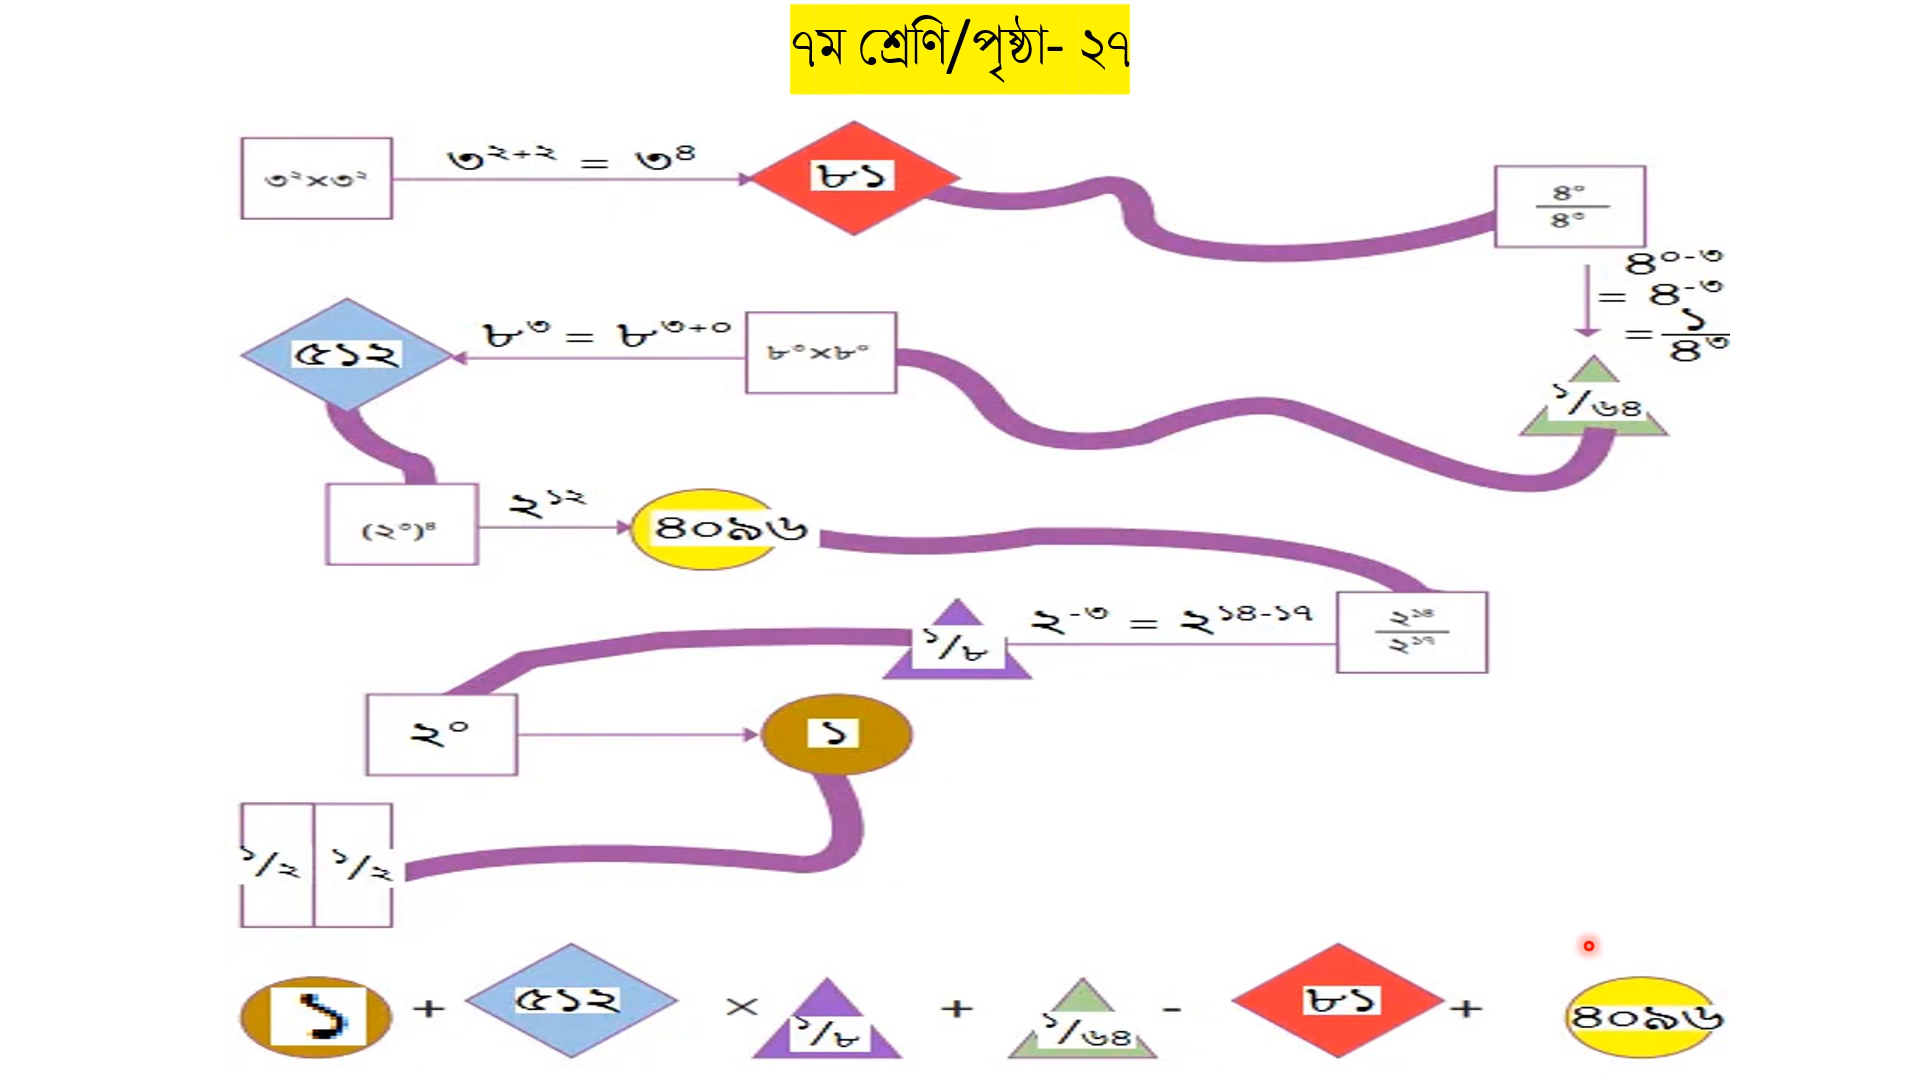 ৭ম শ্রেণি/পৃষ্ঠা- ২৭
৩²×৩² ৩²⁺² = ৩⁴ ৮১
৪⁰/৪³
৪⁰⁻³
= ৪⁻³
= ১/৪³
৫১২ ৮³ = ৮³⁺⁰ ৮³×৮⁰
১/৬৪
(২³)⁴ ২¹² ৪০৯৬
১/৮ ২⁻³ = ২¹⁴⁻¹⁷ ২¹⁴/২¹⁷
২⁰ ১
১/২ ১/২
১ + ৫১২ × ১/৮ + ১/৬৪ - ৮১ + ৪০৯৬